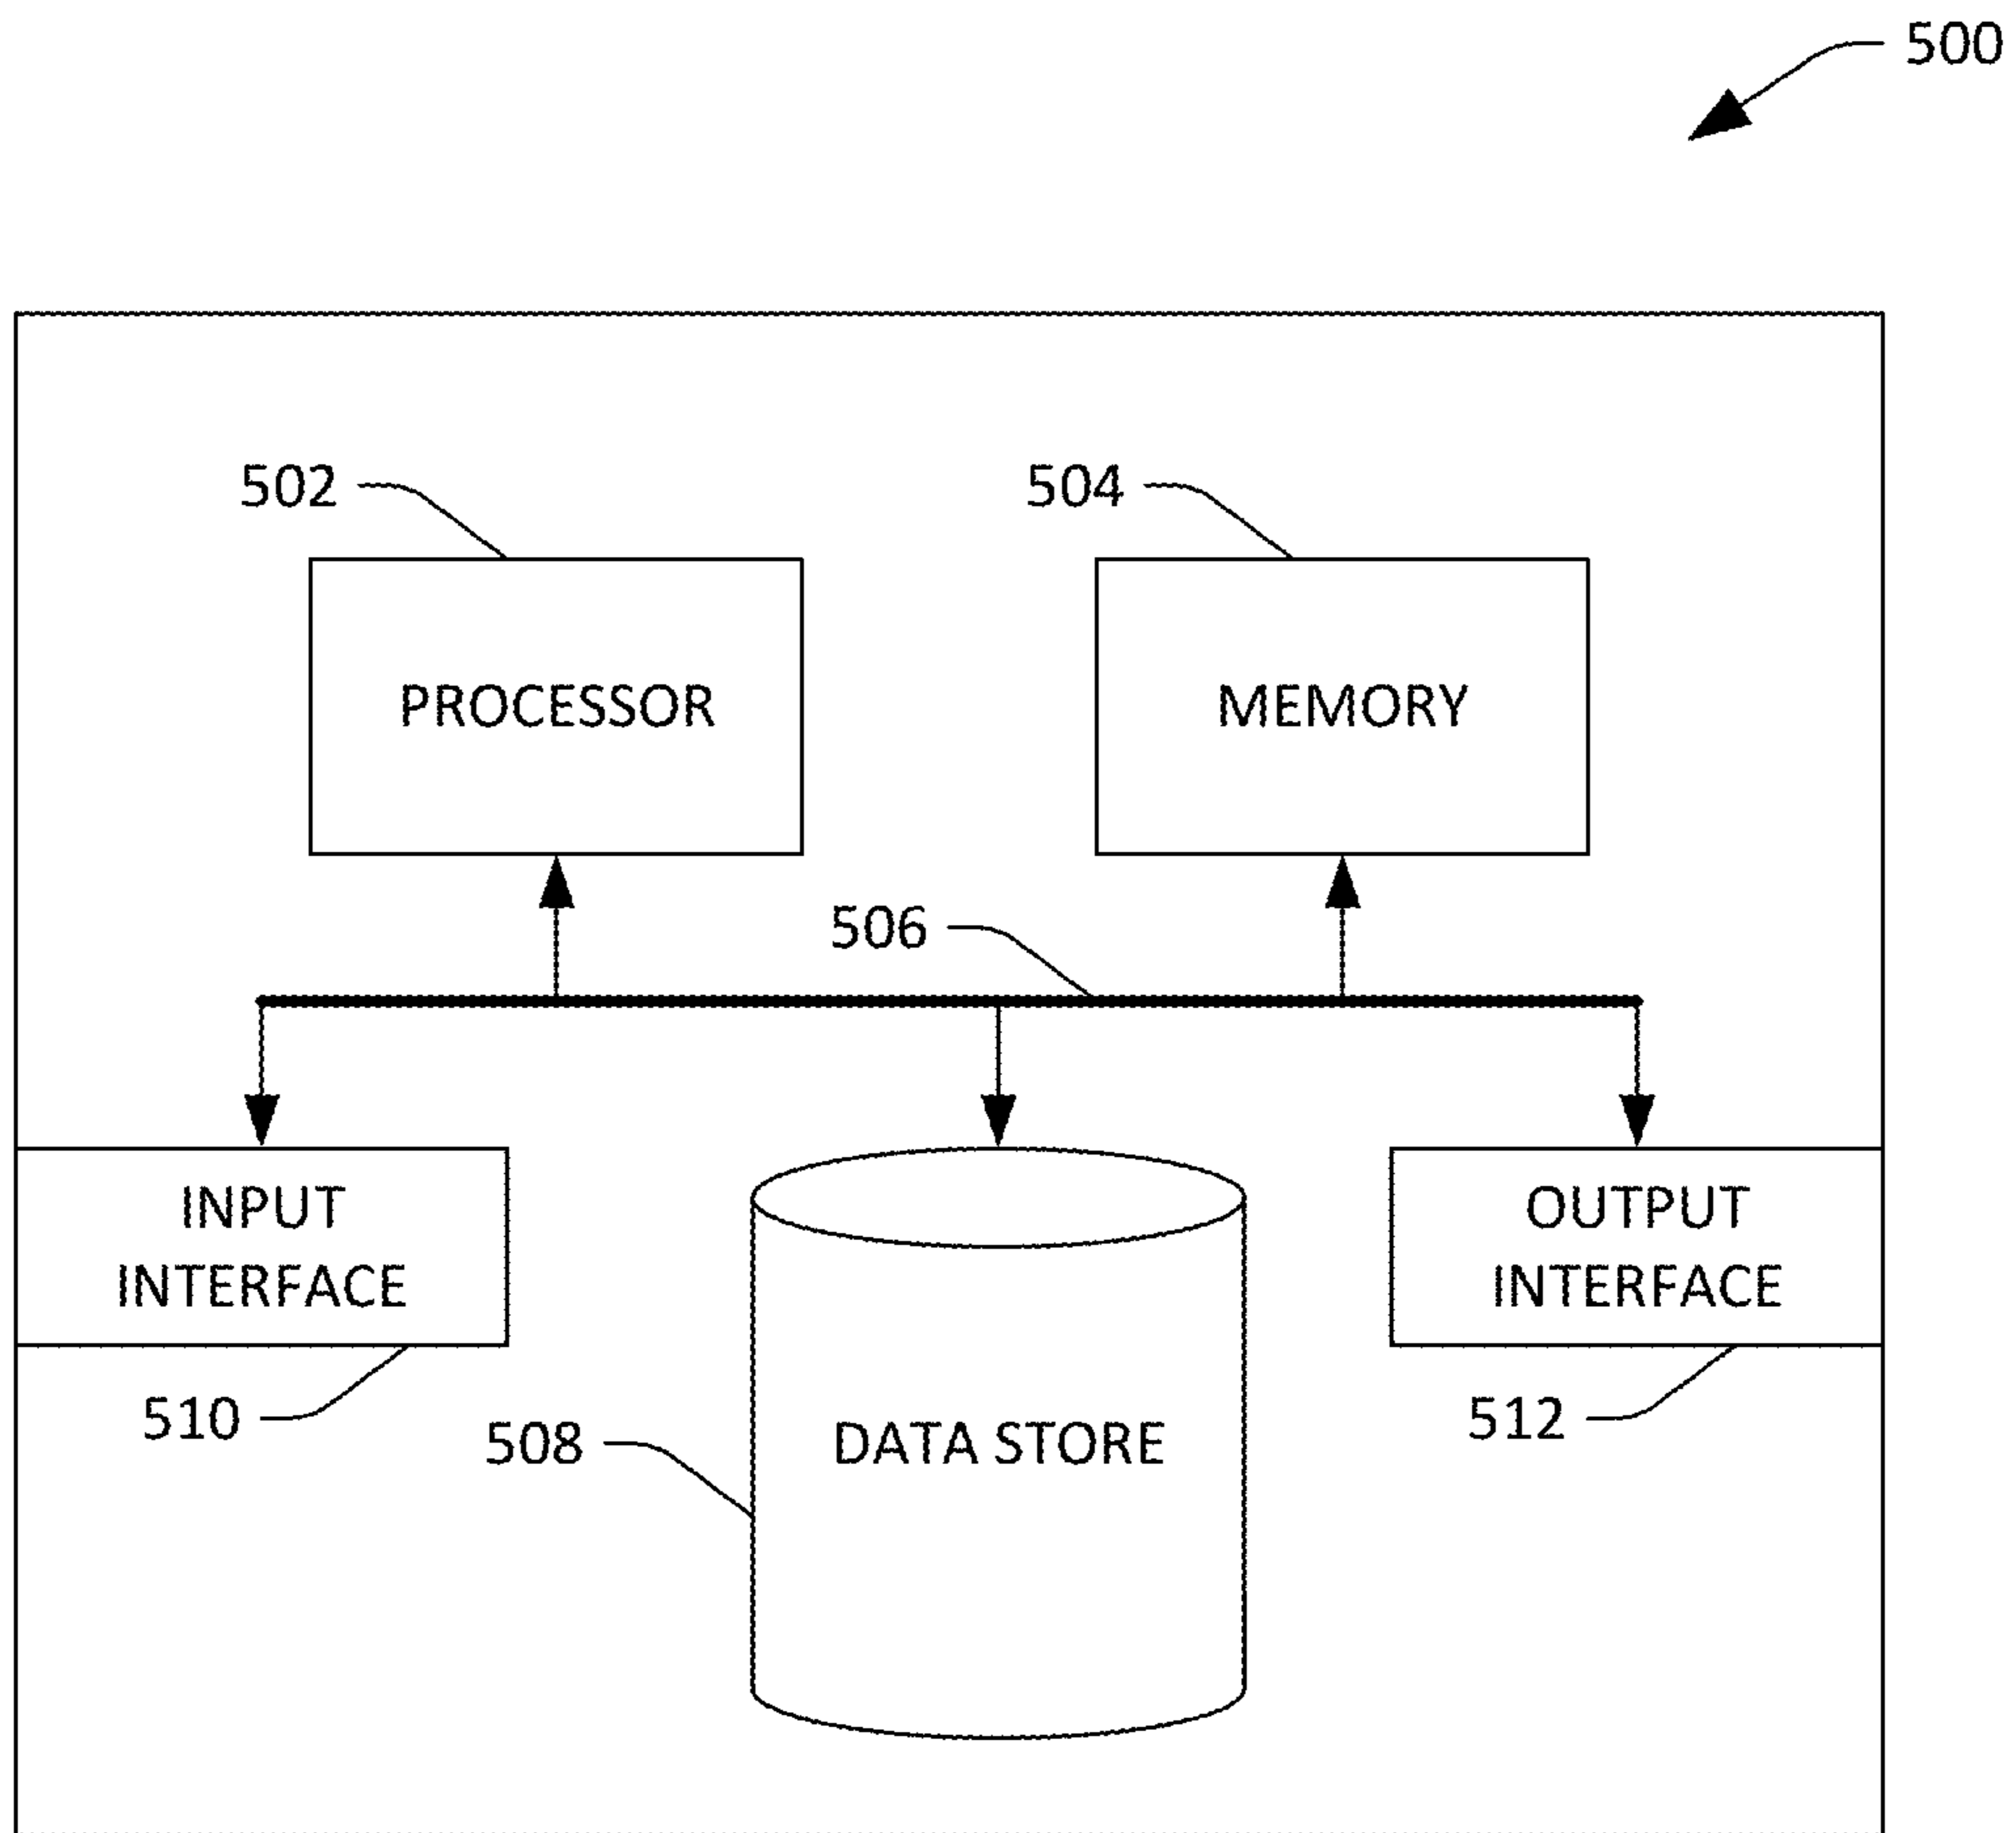 500
502
504
PROCESSOR
MEMORY
506
INPUT
INTERFACE
OUTPUT
INTERFACE
510
508
DATA STORE
512